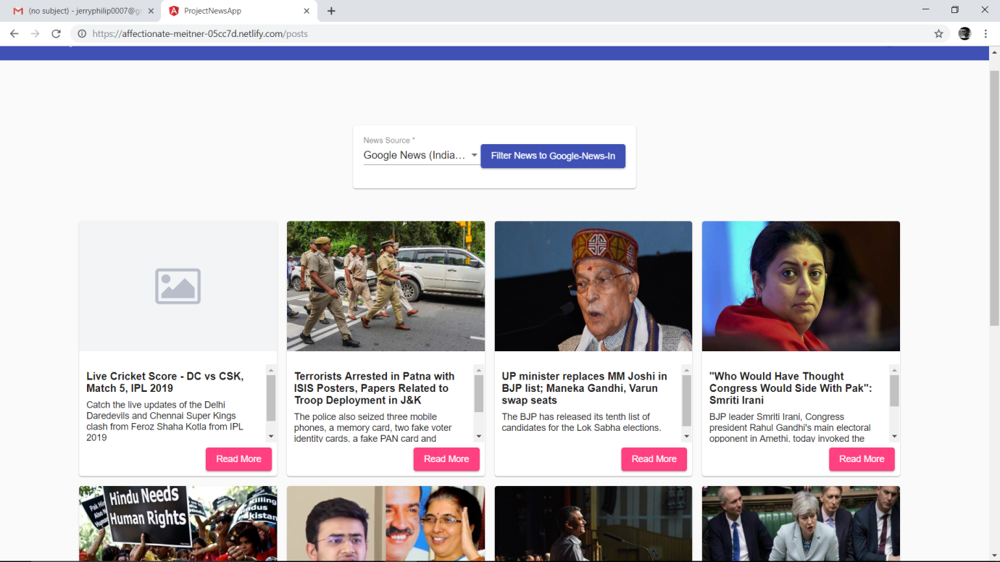 (no subject) - jerryphilip0007@g
ProjectNewsApp
https://affectionate-meitner-05cc7d.netlify.com/posts
News Source *
Google News (India...
Filter News to Google-News-In
Live Cricket Score - DC vs CSK,
Match 5, IPL 2019
Catch the live updates of the Delhi
Daredevils and Chennai Super Kings
clash from Feroz Shaha Kotla from IPL
2019
Read More
Terrorists Arrested in Patna with
ISIS Posters, Papers Related to
Troop Deployment in J&K
The police also seized three mobile
phones, a memory card, two fake voter
identity cards, a fake PAN card and
Read More
UP minister replaces MM Joshi in
BJP list; Maneka Gandhi, Varun
swap seats
The BJP has released its tenth list of
candidates for the Lok Sabha elections.
Read More
"Who Would Have Thought
Congress Would Side With Pak":
Smriti Irani
BJP leader Smriti Irani, Congress
president Rahul Gandhi's main electoral
opponent in Amethi, today invoked the
Read More
Hindu Needs
Human Rights
Killing
Hindus
Pakistan